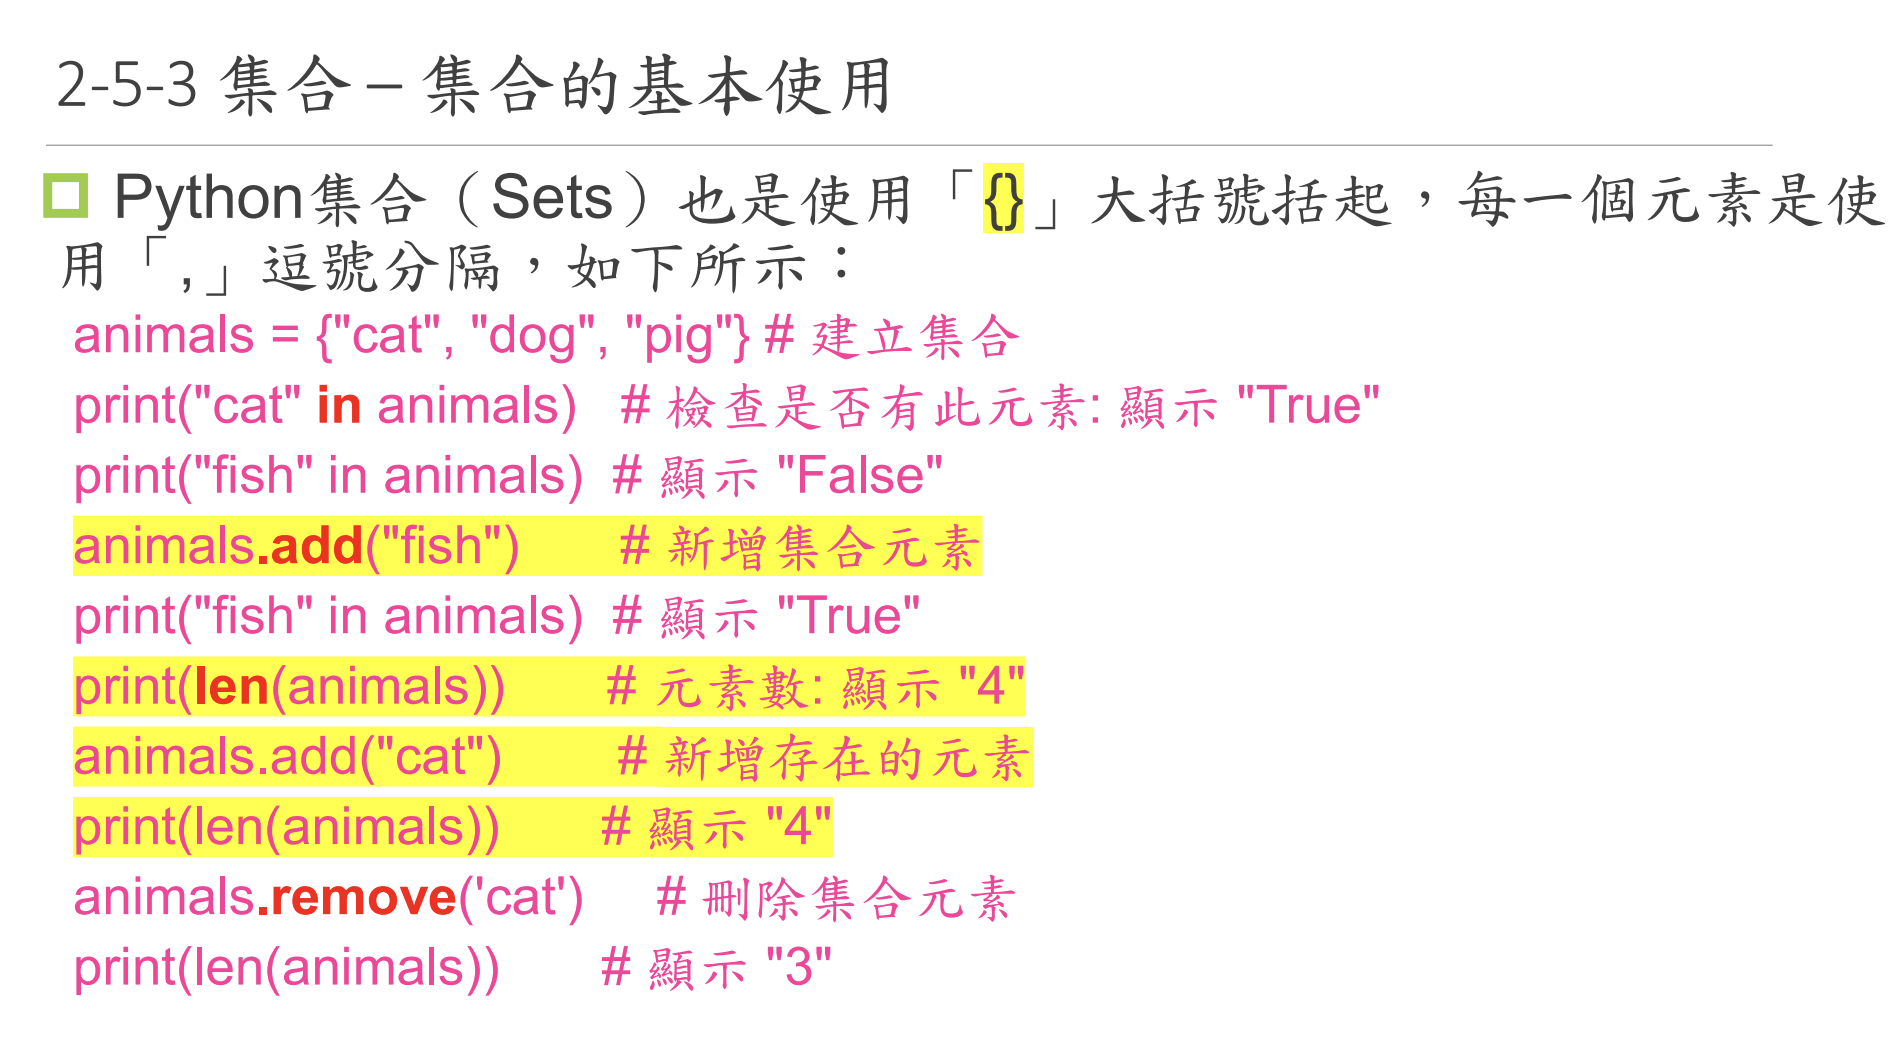 2-5-3 集合 – 集合的基本使用
Python集合（Sets）也是使用「{}」大括號括起，每一個元素是使
用「,」逗號分隔，如下所示：
animals = {"cat", "dog", "pig"} # 建立集合
print("cat" in animals) # 檢查是否有此元素: 顯示 "True"
print("fish" in animals) # 顯示 "False"
animals.add("fish") # 新增集合元素
print("fish" in animals) # 顯示 "True"
print(len(animals)) # 元素數: 顯示 "4"
animals.add("cat") # 新增存在的元素
print(len(animals)) # 顯示 "4"
animals.remove('cat') # 刪除集合元素
print(len(animals)) # 顯示 "3"